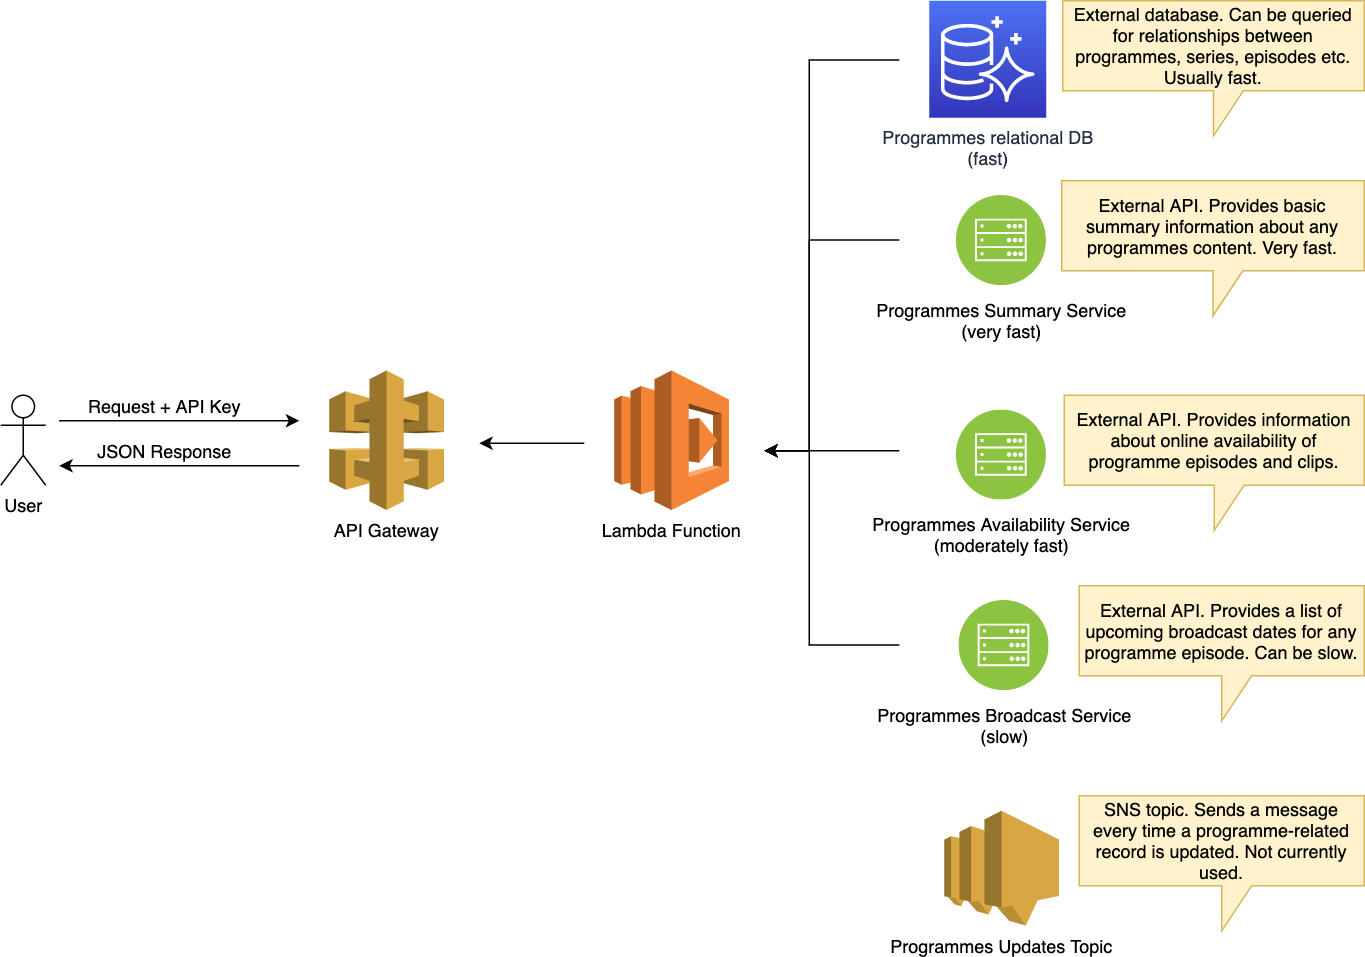 External database. Can be queried
for relationships between
programmes, series, episodes etc.
Usually fast.
Programmes relational DB
(fast)
External API. Provides basic
summary information about any
programmes content. Very fast.
Programmes Summary Service
(very fast)
Request + API Key
JSON Response
User
API Gateway
Lambda Function
External API. Provides information
about online availability of
programme episodes and clips.
Programmes Availability Service
(moderately fast)
External API. Provides a list of
upcoming broadcast dates for any
programme episode. Can be slow.
Programmes Broadcast Service
(slow)
SNS topic. Sends a message
every time a programme-related
record is updated. Not currently
used.
Programmes Updates Topic